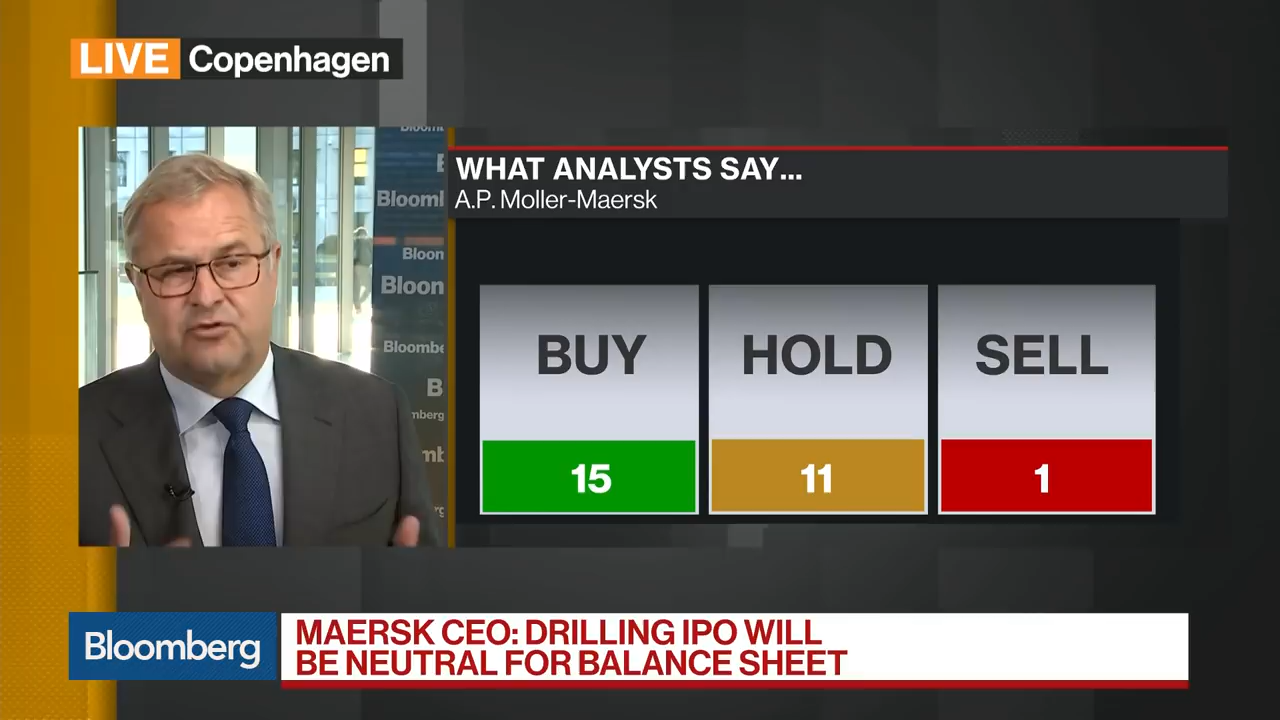 LIVE Copenhagen
WHAT ANALYSTS SAY...
A.P. Moller-Maersk
BUY HOLD SELL
15 11 1
Bloomberg
MAERSK CEO: DRILLING IPO WILL
BE NEUTRAL FOR BALANCE SHEET